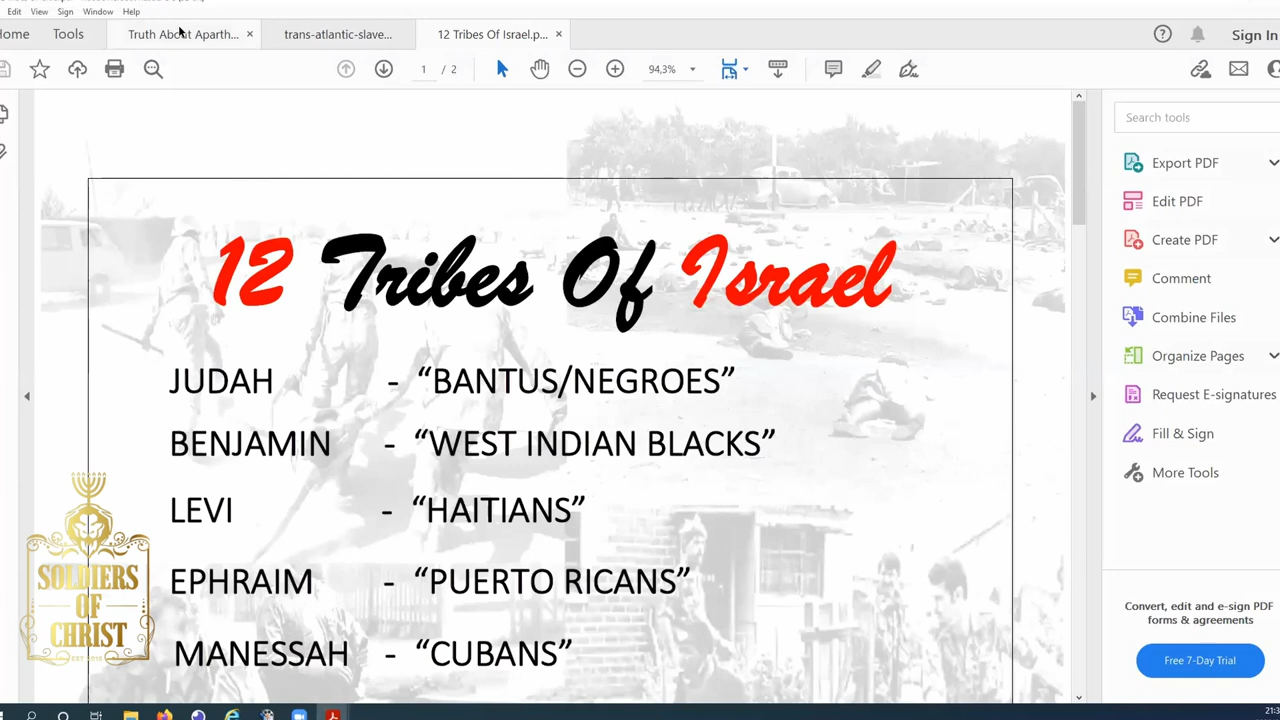 Edit View Sign Window Help
Home Tools Truth About Aparth... × trans-atlantic-slave... 12 Tribes Of Israel.p... × Sign In
1 / 2 94,3%
Search tools
Export PDF
Edit PDF
Create PDF
Comment
Combine Files
Organize Pages
Request E-signatures
Fill & Sign
More Tools
Convert, edit and e-sign PDF
forms & agreements
Free 7-Day Trial
12 Tribes Of Israel
JUDAH - “BANTUS/NEGROES”
BENJAMIN - “WEST INDIAN BLACKS”
LEVI - “HAITIANS”
EPHRAIM - “PUERTO RICANS”
MANESSAH - “CUBANS”
SOLDIERS
OF
CHRIST